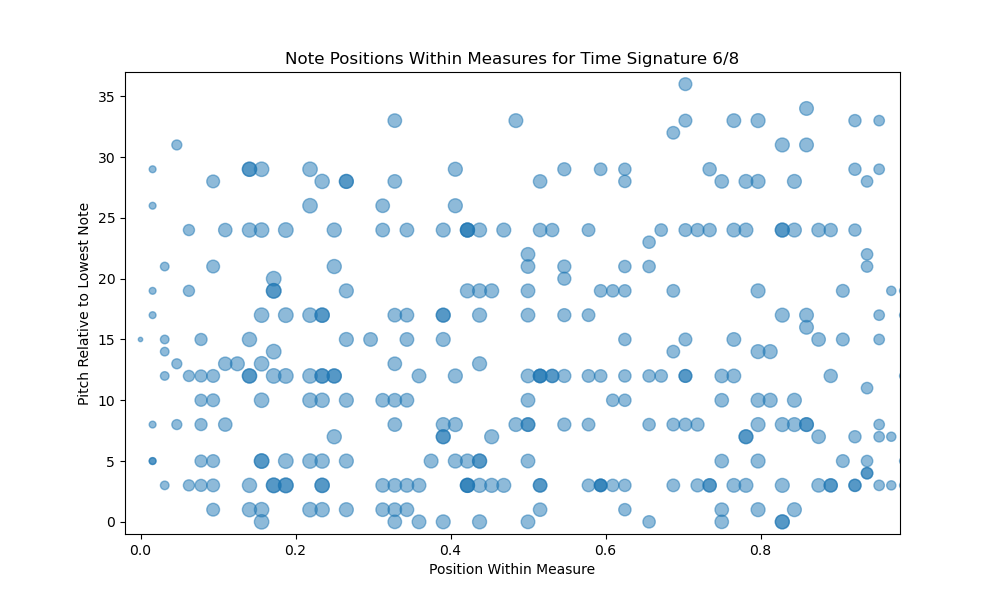 Note Positions Within Measures for Time Signature 6/8
Pitch Relative to Lowest Note
35
30
25
20
15
10
5
0
0.0 0.2 0.4 0.6 0.8
Position Within Measure